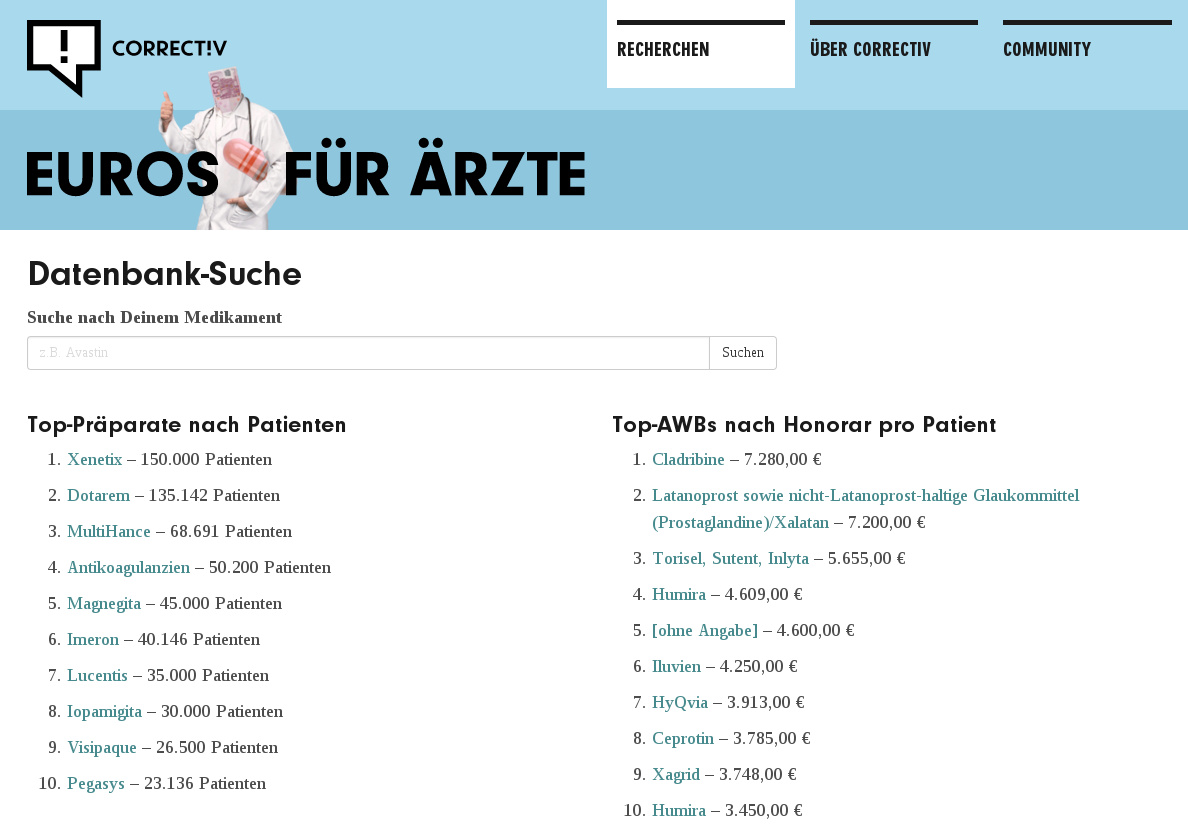 !
CORRECT!V
RECHERCHEN
ÜBER CORRECTIV
COMMUNITY
EUROS FÜR ÄRZTE
Datenbank-Suche
Suche nach Deinem Medikament
z.B. Avastin
Suchen
Top-Präparate nach Patienten
1. Xenetix – 150.000 Patienten
2. Dotarem – 135.142 Patienten
3. MultiHance – 68.691 Patienten
4. Antikoagulanzien – 50.200 Patienten
5. Magnegita – 45.000 Patienten
6. Imeron – 40.146 Patienten
7. Lucentis – 35.000 Patienten
8. Iopamigita – 30.000 Patienten
9. Visipaque – 26.500 Patienten
10. Pegasys – 23.136 Patienten
Top-AWBs nach Honorar pro Patient
1. Cladribine – 7.280,00 €
2. Latanoprost sowie nicht-Latanoprost-haltige Glaukommittel
(Prostaglandine)/Xalatan – 7.200,00 €
3. Torisel, Sutent, Inlyta – 5.655,00 €
4. Humira – 4.609,00 €
5. [ohne Angabe] – 4.600,00 €
6. Iluvien – 4.250,00 €
7. HyQvia – 3.913,00 €
8. Ceprotin – 3.785,00 €
9. Xagrid – 3.748,00 €
10. Humira – 3.450,00 €